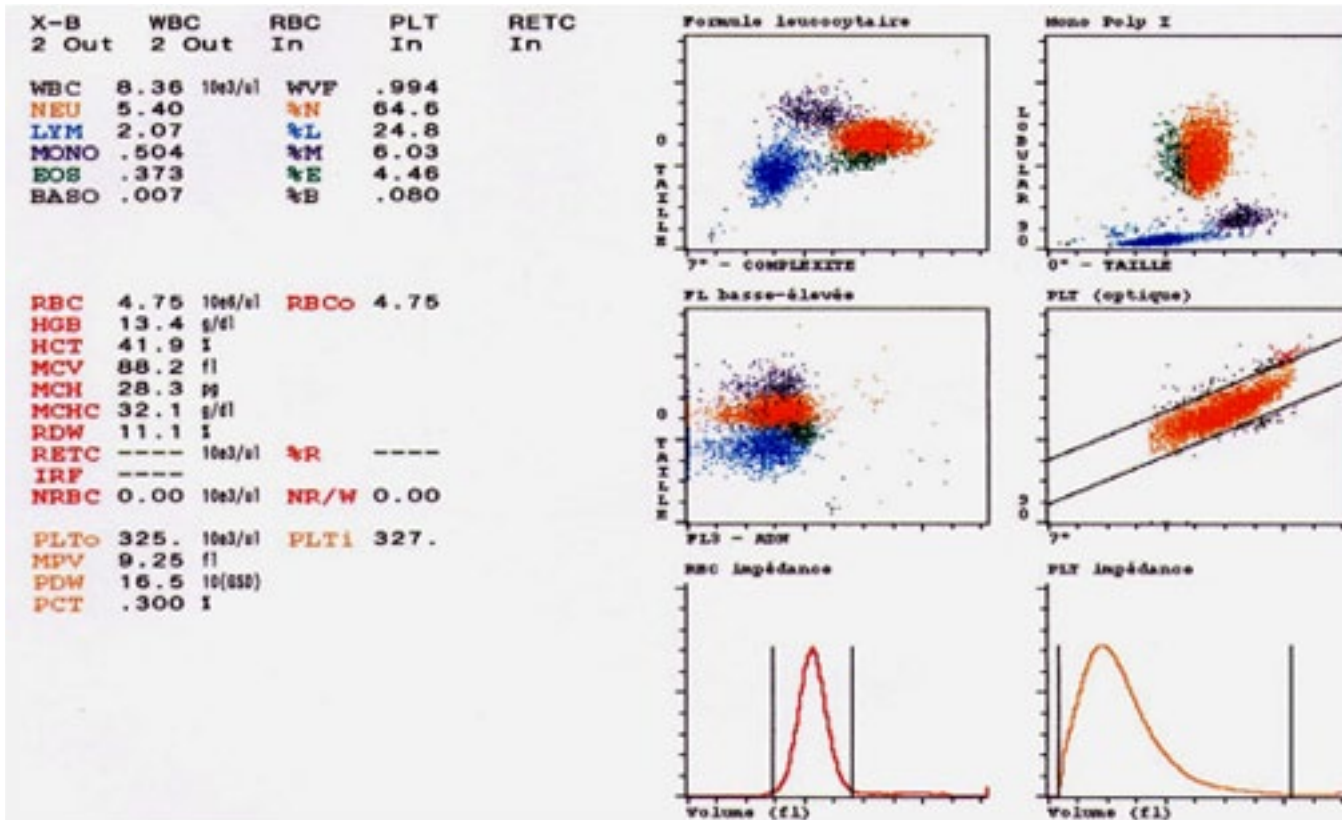 X-B WBC RBC PLT RETC
2 Out 2 Out In In In
WBC 8.36 10e3/ul WVF .994
NEU 5.40 %N 64.6
LYM 2.07 %L 24.8
MONO .504 %M 6.03
EOS .373 %E 4.46
BASO .007 %B .080
RBC 4.75 10e6/ul RBCo 4.75
HGB 13.4 g/dl
HCT 41.9 %
MCV 88.2 fl
MCH 28.3 pg
MCHC 32.1 g/dl
RDW 11.1 %
RETC ---- 10e3/ul %R ----
IRF ----
NRBC 0.00 10e3/ul NR/W 0.00
PLTo 325. 10e3/ul PLTi 327.
MPV 9.25 fl
PDW 16.5 10(GSD)
PCT .300 %
Formule leucocytaire
0 TAILLE
7° - COMPLEXITE
Mono Poly I
LOBULAR 90
0° - TAILLE
FL basse-élevée
0 TAILLE
FL3 - ADN
PLT (optique)
90
7°
RBC impédance
Volume (fl)
PLT impédance
Volume (fl)